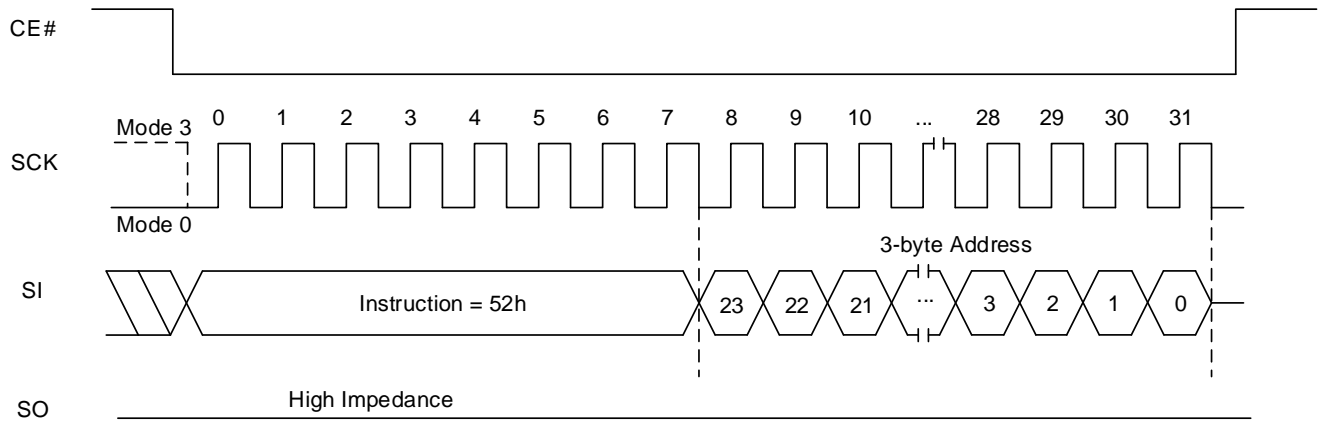 CE#
Mode 3
0 1 2 3 4 5 6 7 8 9 10 ... 28 29 30 31
SCK
Mode 0
3-byte Address
SI
Instruction = 52h
23 22 21 ... 3 2 1 0
SO
High Impedance